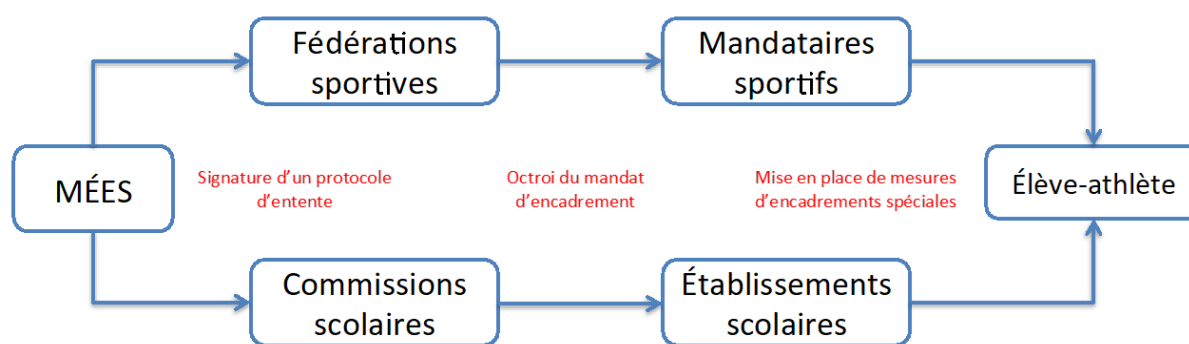 Fédérations
sportives
Mandataires
sportifs
MÉES
Signature d'un protocole
d'entente
Octroi du mandat
d'encadrement
Mise en place de mesures
d'encadrements spéciales
Élève-athlète
Commissions
scolaires
Établissements
scolaires